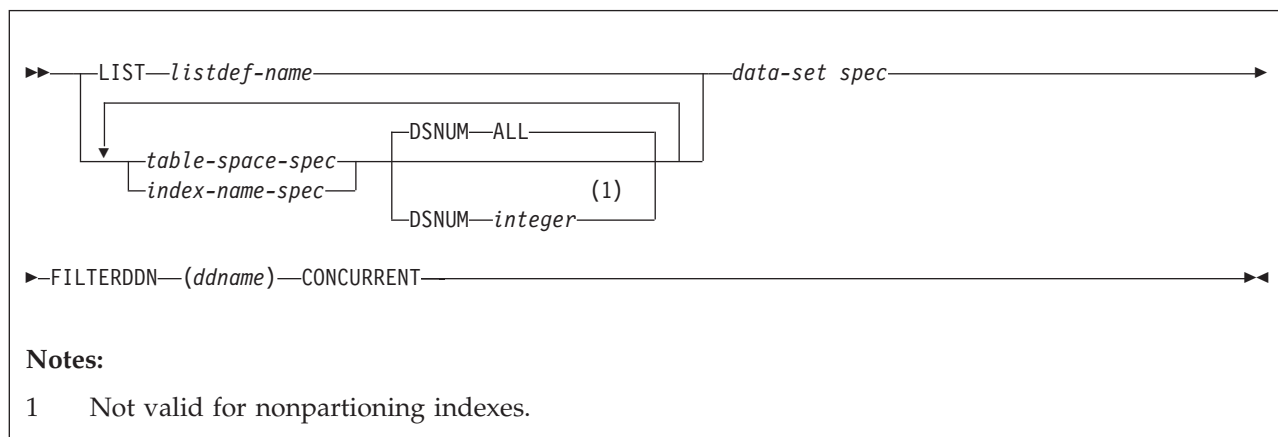 LIST listdef-name data-set spec
DSNUM ALL
table-space-spec
index-name-spec
(1)
DSNUM integer
FILTERDDN (ddname) CONCURRENT
Notes:
1 Not valid for nonpartioning indexes.